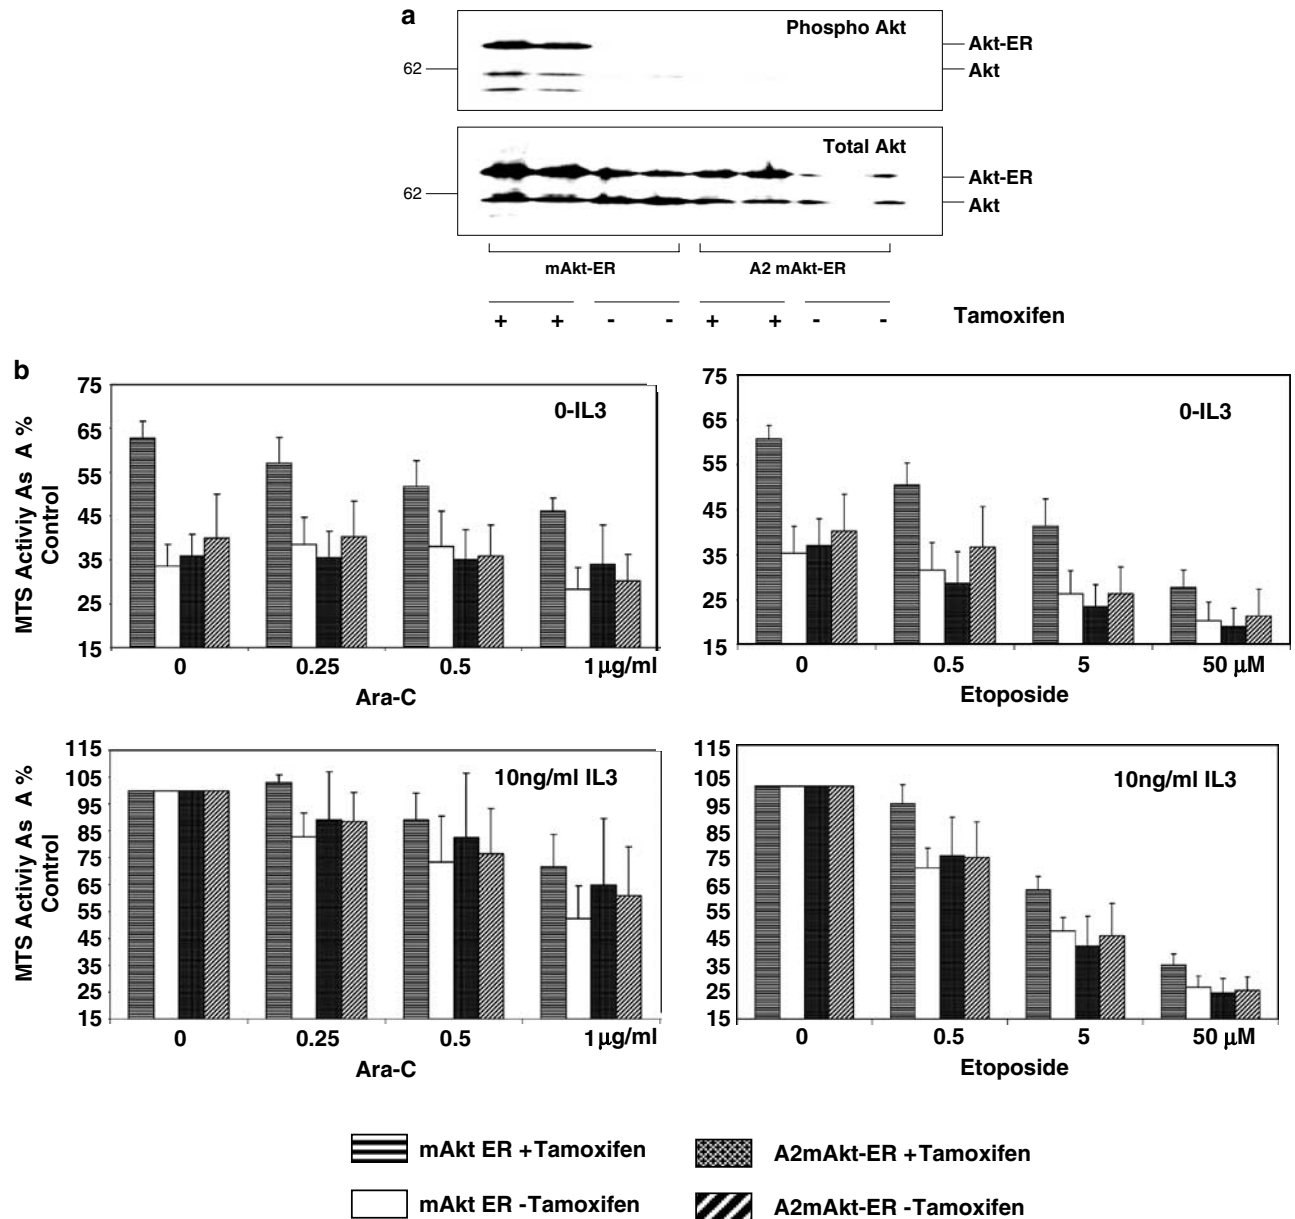 a
Phospho Akt
Akt-ER
62
Akt
Total Akt
Akt-ER
62
Akt
mAkt-ER A2 mAkt-ER
+ + - - + + - - Tamoxifen
b
MTS Activiy As A %
Control
75
65
55
45
35
25
15
0-IL3
0 0.25 0.5 1µg/ml
Ara-C
75
65
55
45
35
25
15
0-IL3
0 0.5 5 50 µM
Etoposide
MTS Activiy As A %
Control
115
105
95
85
75
65
55
45
35
25
15
10ng/ml IL3
0 0.25 0.5 1µg/ml
Ara-C
115
105
95
85
75
65
55
45
35
25
15
10ng/ml IL3
0 0.5 5 50 µM
Etoposide
mAkt ER +Tamoxifen
A2mAkt-ER +Tamoxifen
mAkt ER -Tamoxifen
A2mAkt-ER -Tamoxifen